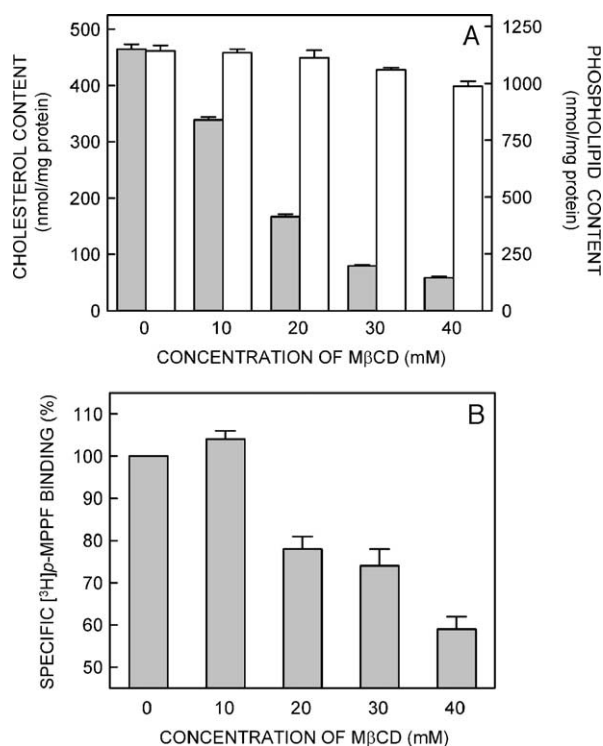 A
500
400
300
200
100
0
CHOLESTEROL CONTENT
(nmol/mg protein)
1250
1000
750
500
250
0
PHOSPHOLIPID CONTENT
(nmol/mg protein)
0 10 20 30 40
CONCENTRATION OF MβCD (mM)
B
110
100
90
80
70
60
50
SPECIFIC [³H]p-MPPF BINDING (%)
0 10 20 30 40
CONCENTRATION OF MβCD (mM)